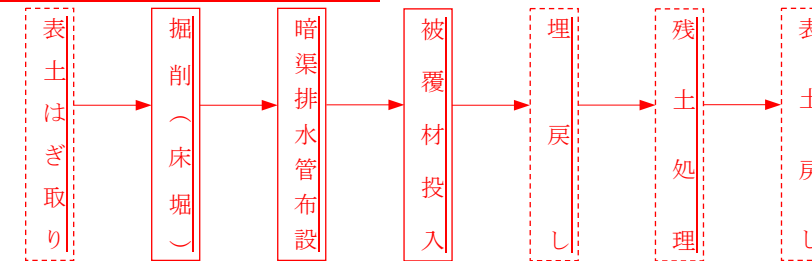 表土はぎ取り
掘削（床堀）
暗渠排水管布設
被覆材投入
埋戻し
残土処理
表土戻し